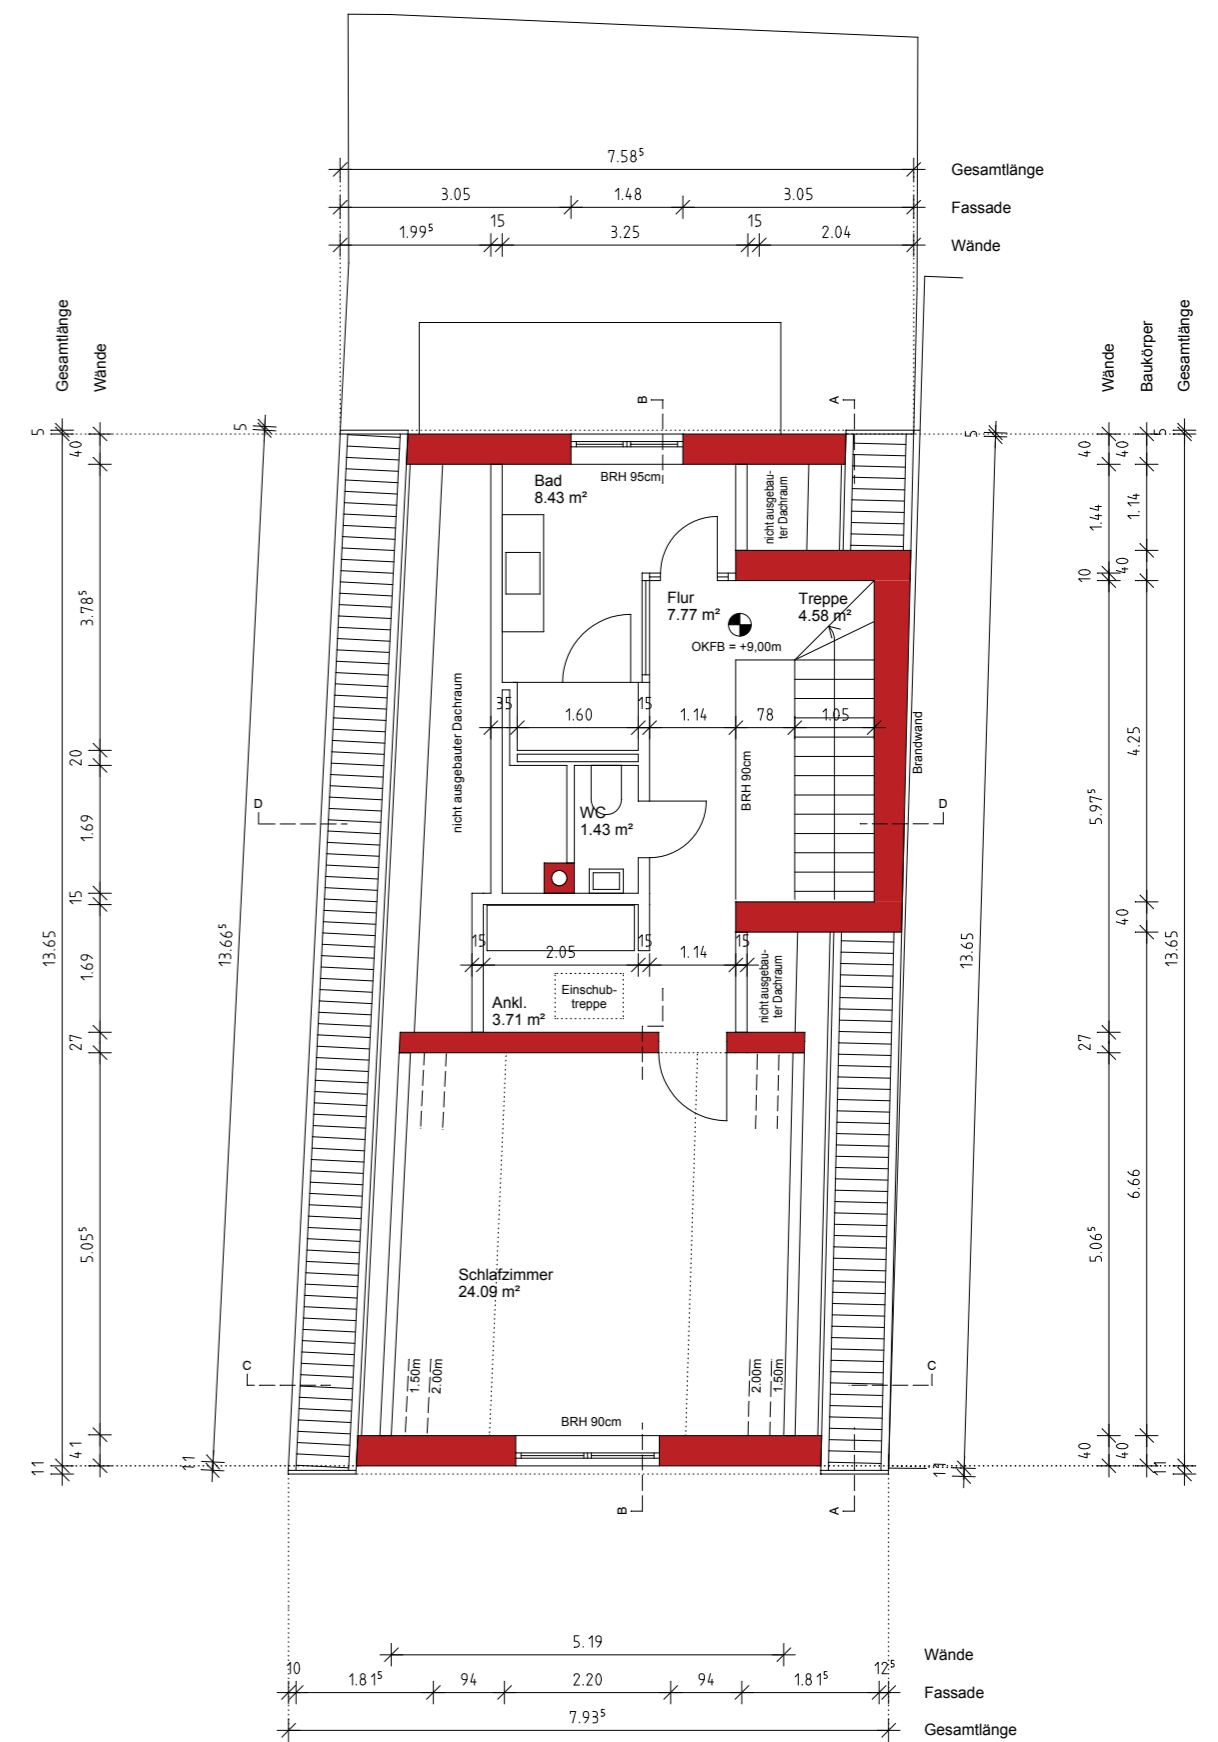 7.58⁵
Gesamtlänge
3.05
1.48
3.05
Fassade
1.99⁵
15
3.25
15
2.04
Wände
Gesamtlänge
Wände
Wände
Baukörper
Gesamtlänge
5
40
3.78⁵
20
1.69
15
1.69
27
5.05⁵
41
11
13.65
5
13.66⁵
11
B
A
BRH 95cm
Bad
8.43 m²
nicht ausgebau-
ter Dachraum
Flur
7.77 m²
Treppe
4.58 m²
OKFB = +9,00m
nicht ausgebauter Dachraum
35
1.60
15
1.14
78
1.05
BRH 90cm
Brandwand
D
D
WC
1.43 m²
15
2.05
15
1.14
15
Einschub-
treppe
Ankl.
3.71 m²
nicht ausgebau-
ter Dachraum
Schlafzimmer
24.09 m²
C
C
1.50m
2.00m
2.00m
1.50m
BRH 90cm
B
A
5
13.65
11
40
1.44
10
5.97⁵
27
5.06⁵
40
40
1.14
40
4.25
40
6.66
40
5
13.65
11
5.19
Wände
10
1.81⁵
94
2.20
94
1.81⁵
12⁵
Fassade
7.93⁵
Gesamtlänge